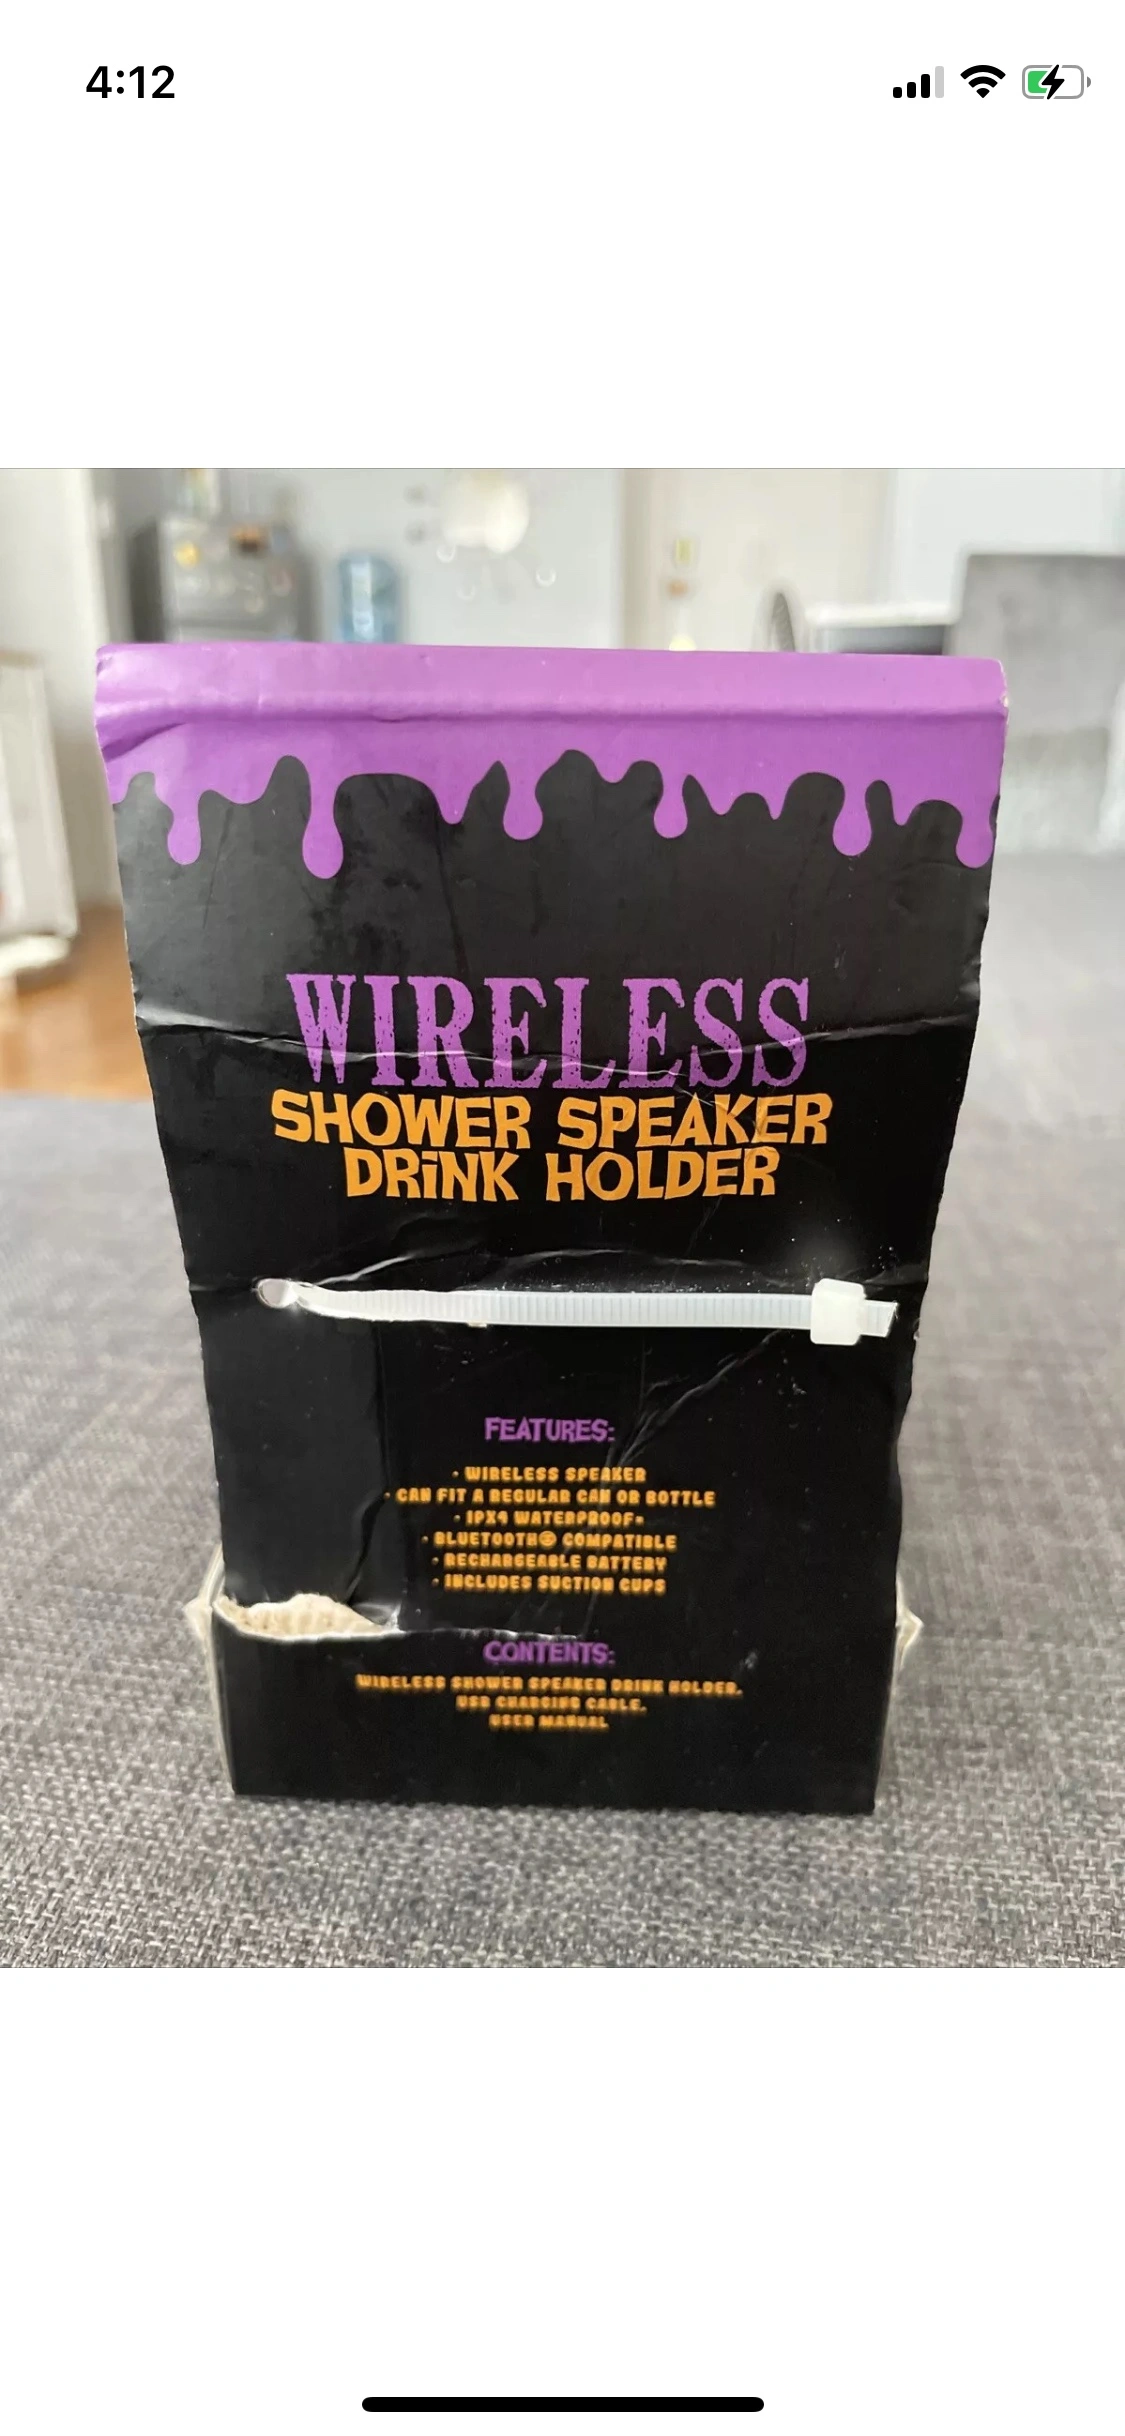 4:12
WIRELESS
SHOWER SPEAKER
DRiNK HOLDER
FEATURES:
· WIRELESS SPEAKER
· CAN FIT A REGULAR CAN OR BOTTLE
· IPX4 WATERPROOF*
· BLUETOOTH® COMPATIBLE
· RECHARGEABLE BATTERY
· INCLUDES SUCTION CUPS
CONTENTS:
WIRELESS SHOWER SPEAKER DRINK HOLDER,
USB CHARGING CABLE,
USER MANUAL